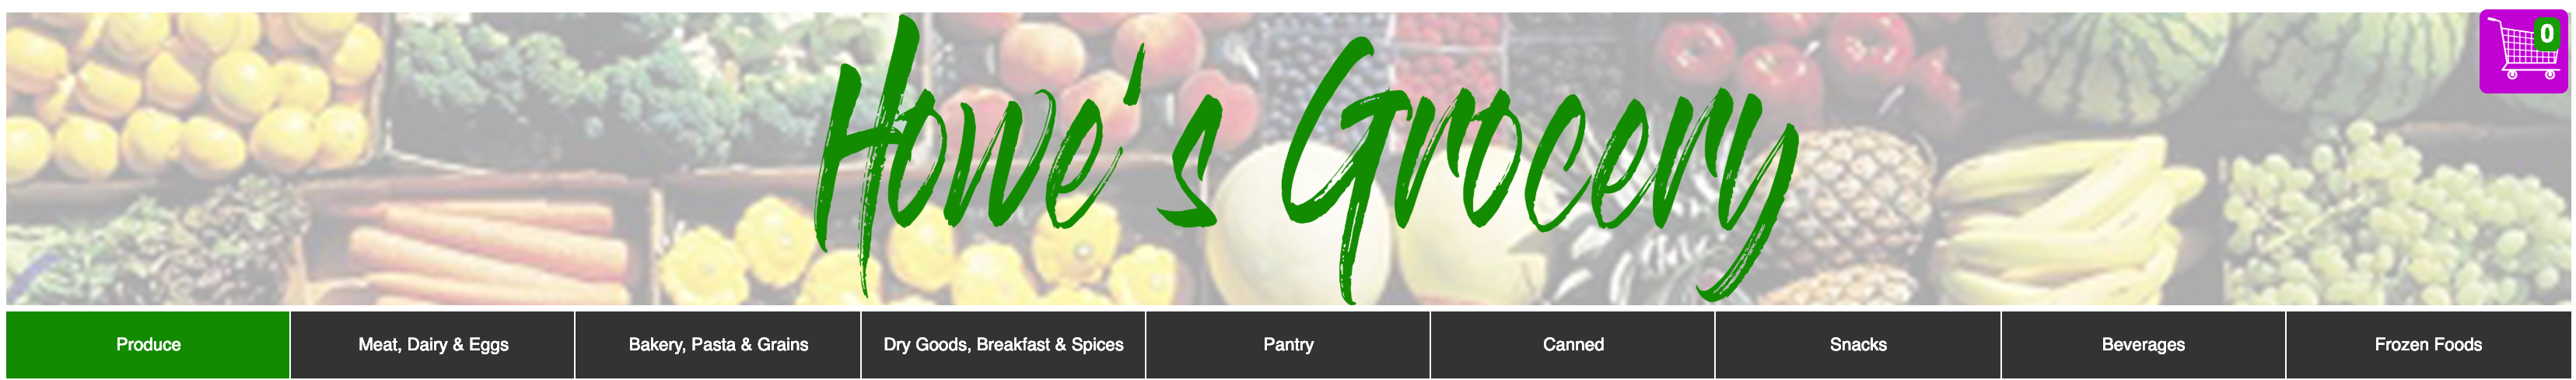 Howe's Grocery
0
Produce
Meat, Dairy & Eggs
Bakery, Pasta & Grains
Dry Goods, Breakfast & Spices
Pantry
Canned
Snacks
Beverages
Frozen Foods